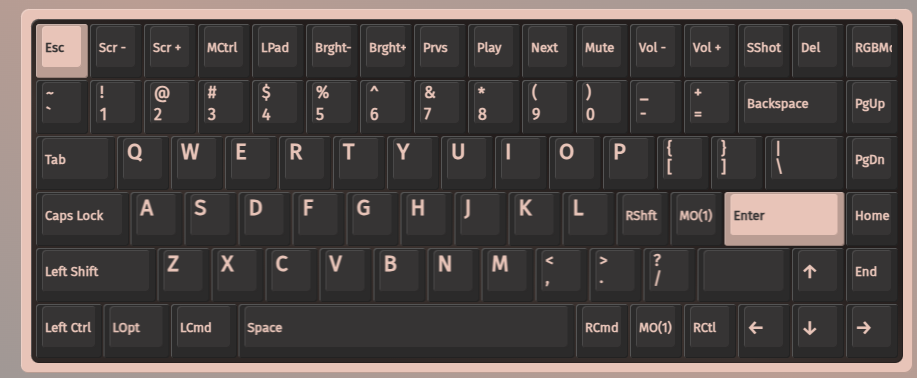 Esc Scr - Scr + MCtrl LPad Brght- Brght+ Prvs Play Next Mute Vol - Vol + SShot Del RGBMo
~ ! @ # $ % ^ & * ( ) _ +
` 1 2 3 4 5 6 7 8 9 0 - = Backspace PgUp
Tab Q W E R T Y U I O P { } | PgDn
[ ] \
Caps Lock A S D F G H J K L RShft MO(1) Enter Home
Left Shift Z X C V B N M < > ? ↑ End
, . /
Left Ctrl LOpt LCmd Space RCmd MO(1) RCtl ← ↓ →